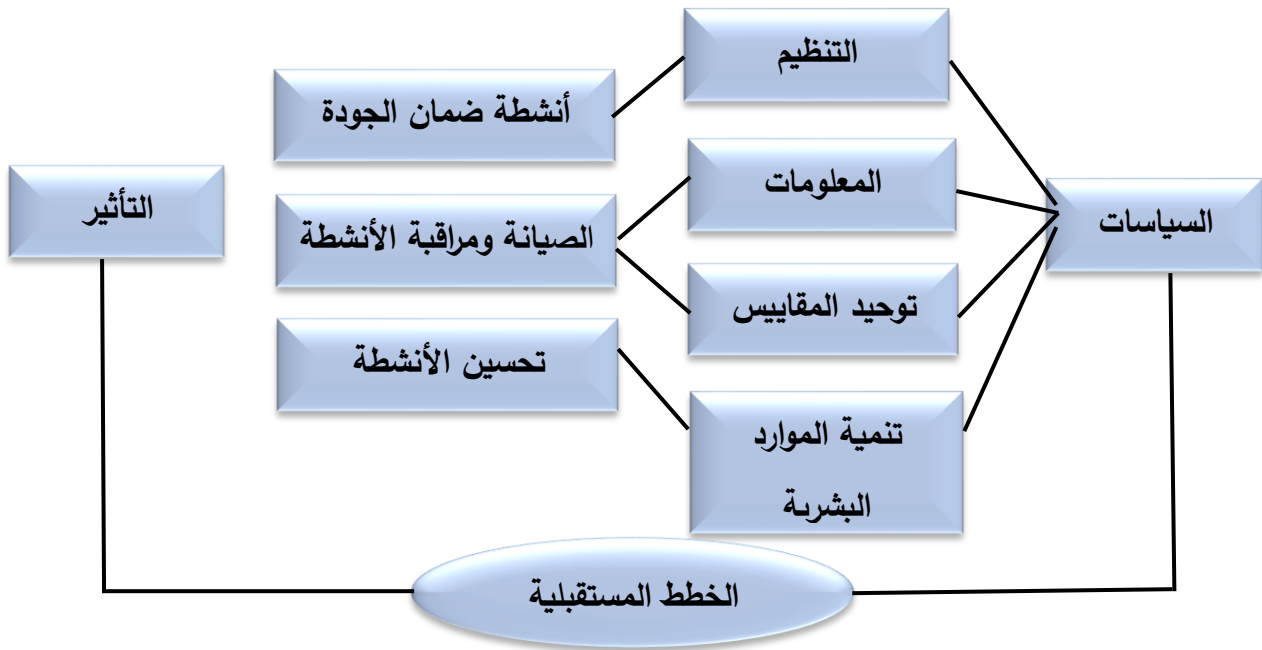 السياسات
التنظيم
المعلومات
توحيد المقاييس
تنمية الموارد
البشرية
أنشطة ضمان الجودة
الصيانة ومراقبة الأنشطة
تحسين الأنشطة
التأثير
الخطط المستقبلية